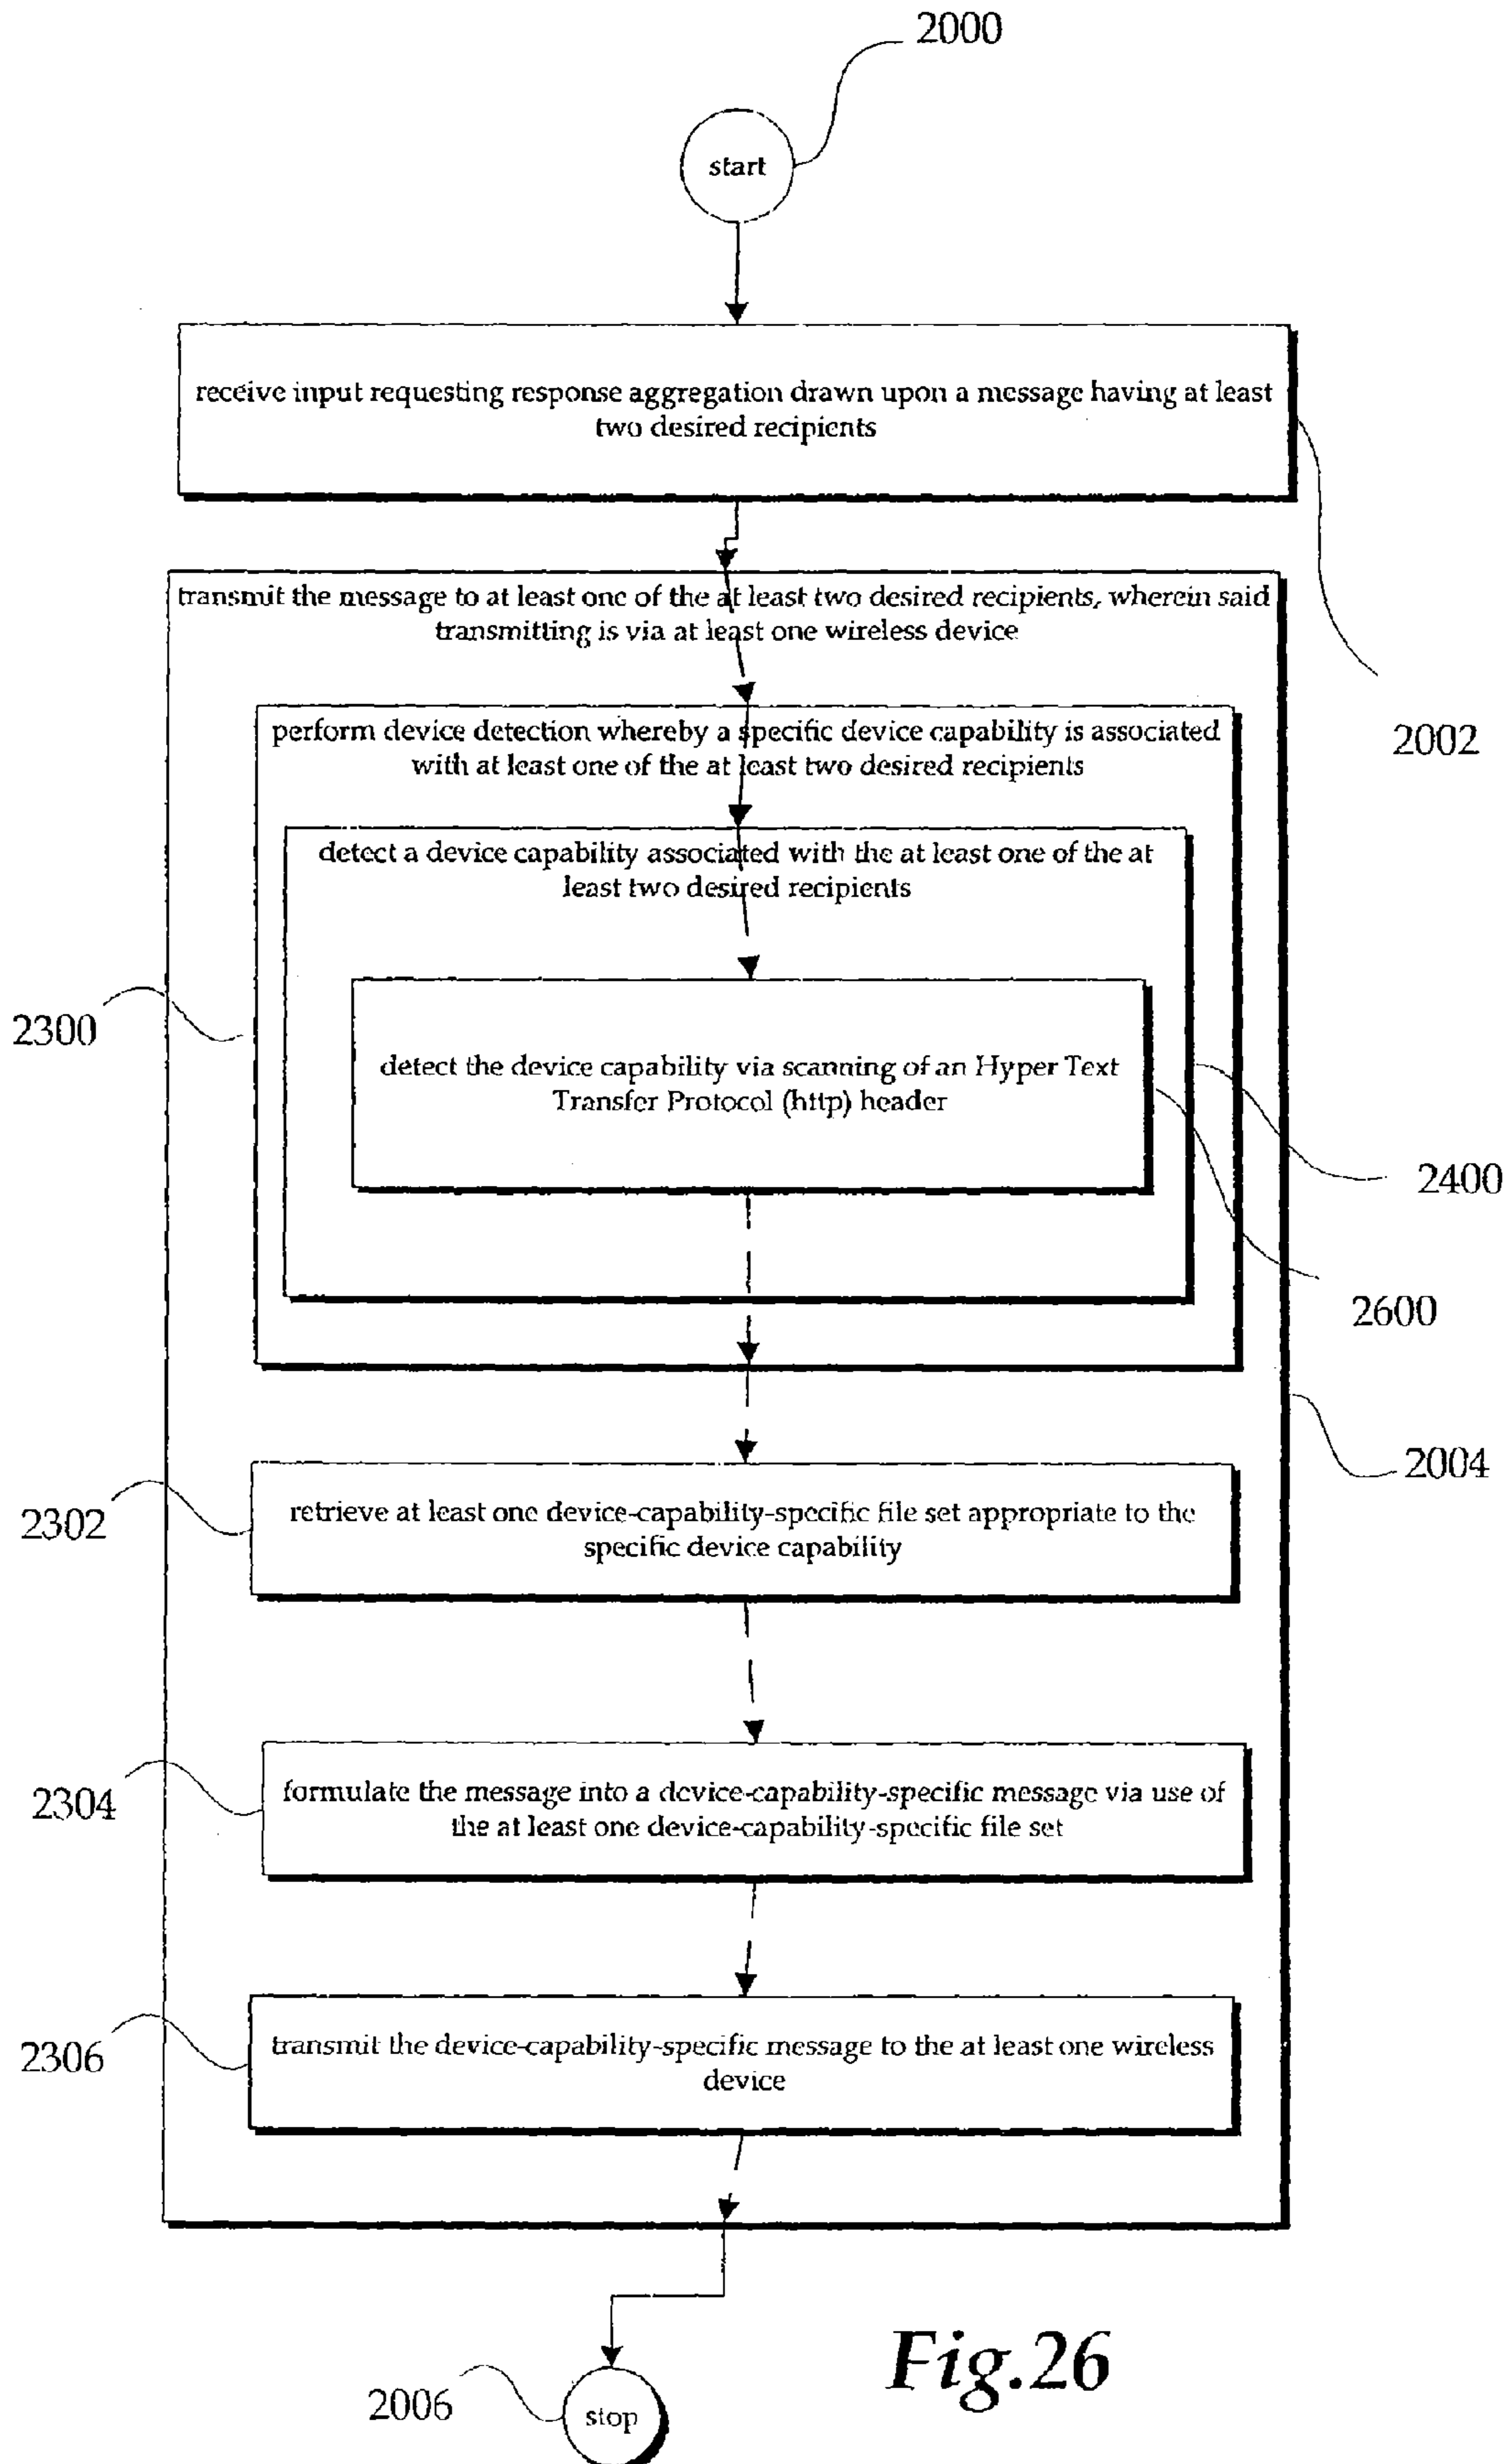 2000
start
receive input requesting response aggregation drawn upon a message having at least
two desired recipients
transmit the message to at least one of the at least two desired recipients, wherein said
transmitting is via at least one wireless device
2002
perform device detection whereby a specific device capability is associated
with at least one of the at least two desired recipients
detect a device capability associated with the at least one of the at
least two desired recipients
2300
detect the device capability via scanning of an Hyper Text
Transfer Protocol (http) header
2400
2600
2004
2302
retrieve at least one device-capability-specific file set appropriate to the
specific device capability
2304
formulate the message into a device-capability-specific message via use of
the at least one device-capability-specific file set
2306
transmit the device-capability-specific message to the at least one wireless
device
Fig.26
2006
stop